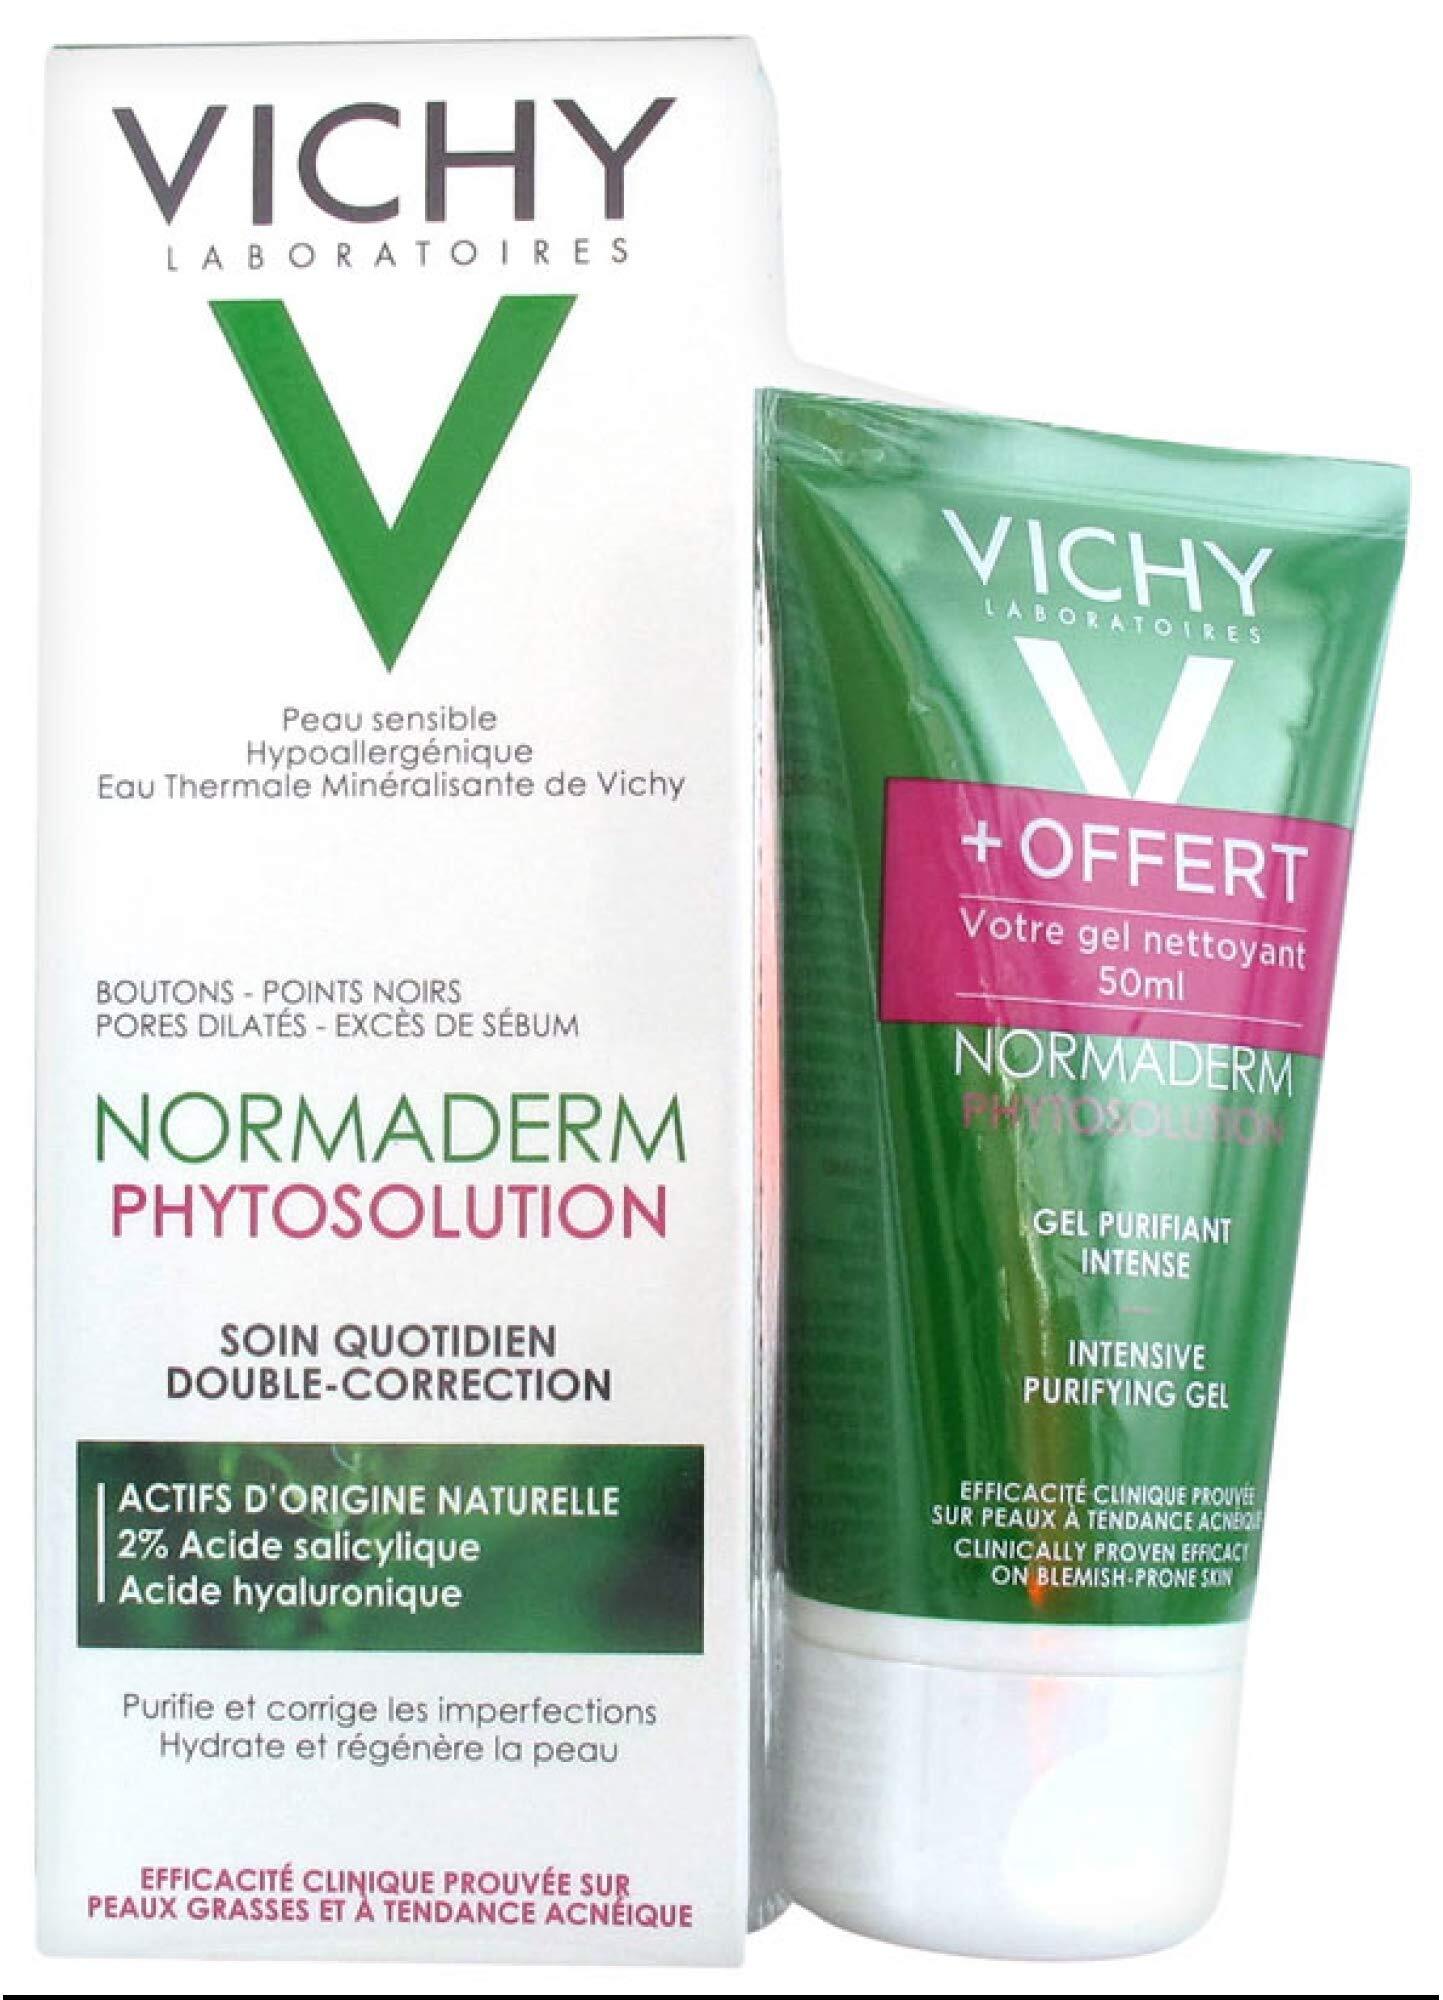 VICHY
LABORATOIRES
V
Peau sensible
Hypoallergénique
Eau Thermale Minéralisante de Vichy
BOUTONS - POINTS NOIRS
PORES DILATÉS - EXCÈS DE SÉBUM
NORMADERM
PHYTOSOLUTION
SOIN QUOTIDIEN
DOUBLE-CORRECTION
ACTIFS D'ORIGINE NATURELLE
2% Acide salicylique
Acide hyaluronique
Purifie et corrige les imperfections
Hydrate et régénère la peau
EFFICACITÉ CLINIQUE PROUVÉE SUR
PEAUX GRASSES ET À TENDANCE ACNÉIQUE
VICHY
LABORATOIRES
V
+ OFFERT
Votre gel nettoyant
50ml
NORMADERM
PHYTOSOLUTION
GEL PURIFIANT
INTENSE
INTENSIVE
PURIFYING GEL
EFFICACITÉ CLINIQUE PROUVÉE
SUR PEAUX À TENDANCE ACNÉIQUE
CLINICALLY PROVEN EFFICACY
ON BLEMISH-PRONE SKIN